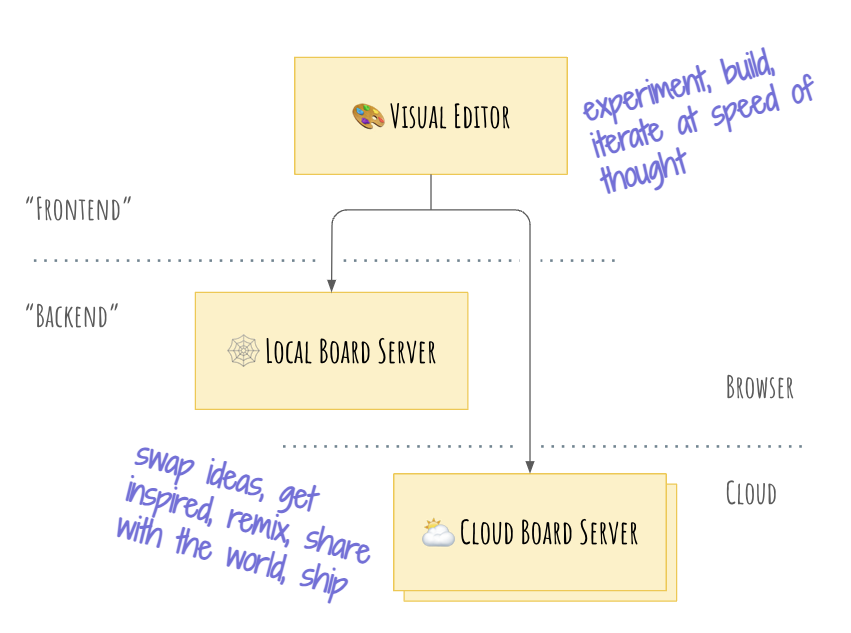 Visual Editor
experiment, build,
iterate at speed of
thought
“Frontend”
“Backend”
Local Board Server
Browser
swap ideas, get
inspired, remix, share
with the world, ship
Cloud
Cloud Board Server